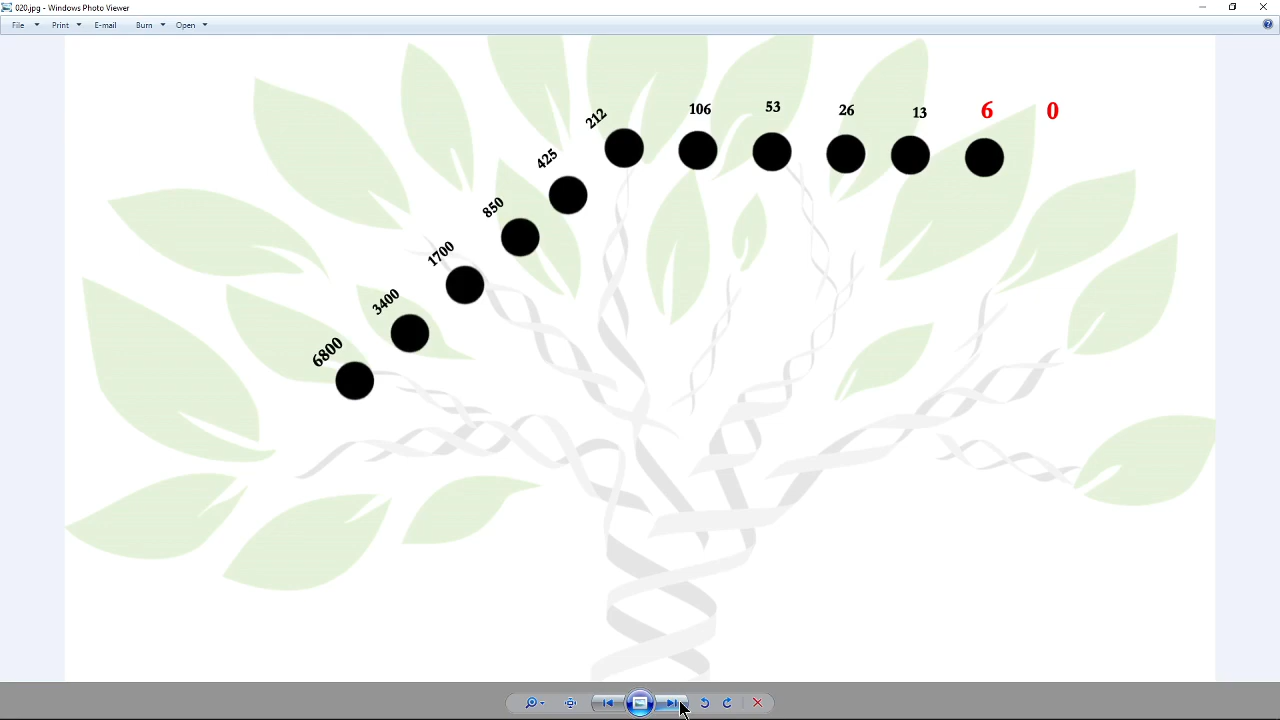 020.jpg - Windows Photo Viewer
File Print E-mail Burn Open
6800 3400 1700 850 425 212 106 53 26 13 6 0